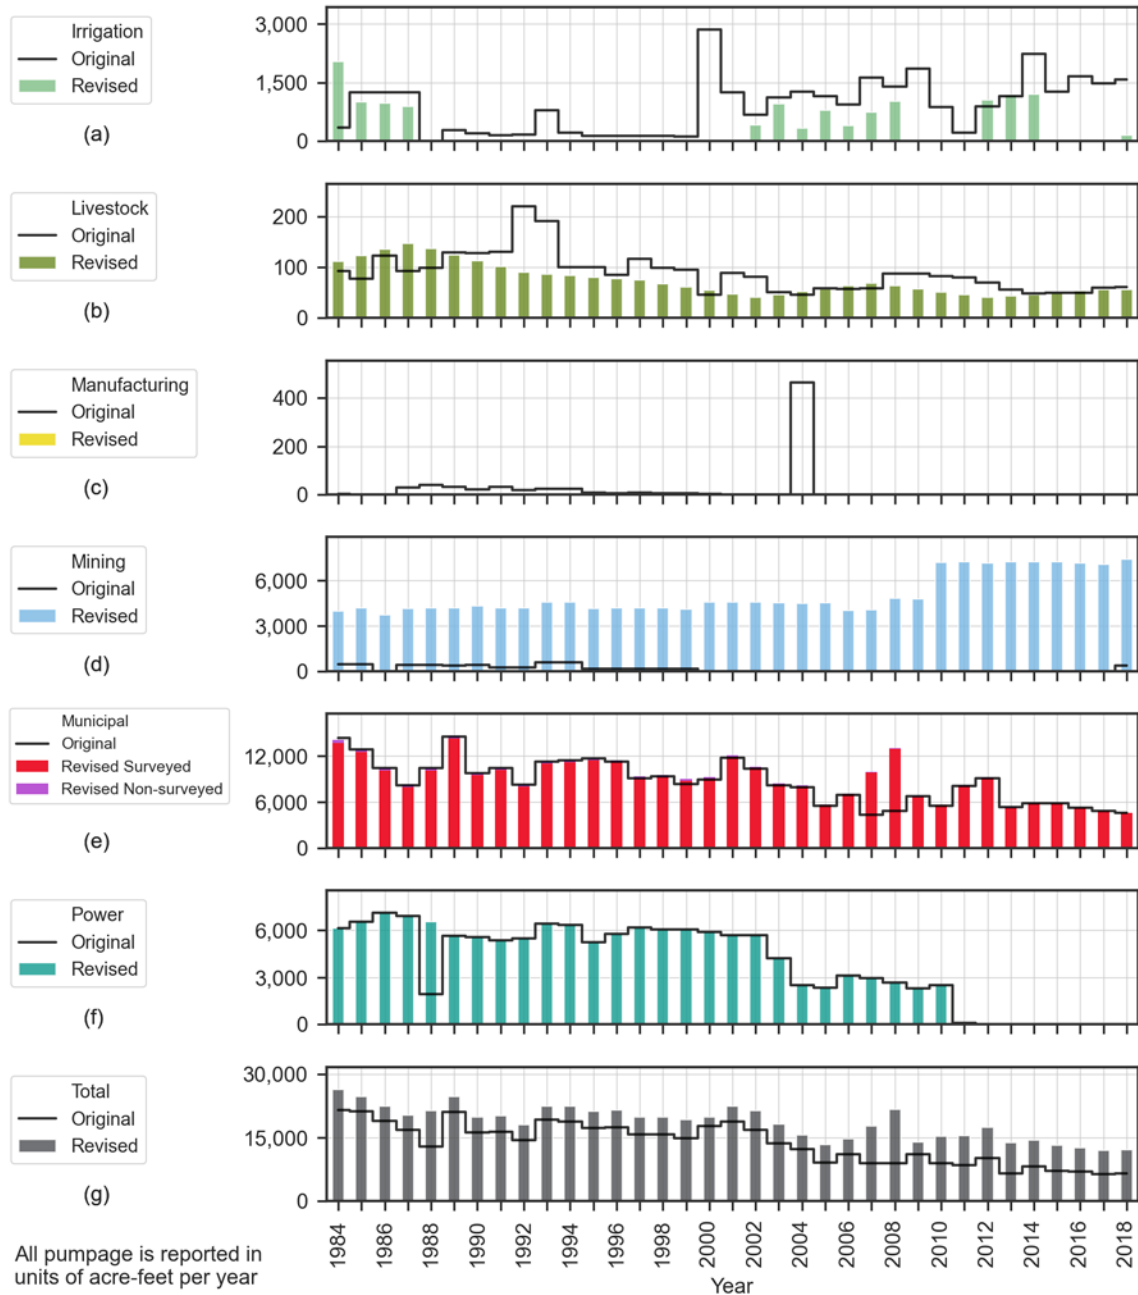 Irrigation
Original
Revised
(a)
3,000
1,500
0
Livestock
Original
Revised
(b)
200
100
0
Manufacturing
Original
Revised
(c)
400
200
0
Mining
Original
Revised
(d)
6,000
3,000
0
Municipal
Original
Revised Surveyed
Revised Non-surveyed
(e)
12,000
6,000
0
Power
Original
Revised
(f)
6,000
3,000
0
Total
Original
Revised
(g)
30,000
15,000
0
1984 1986 1988 1990 1992 1994 1996 1998 2000 2002 2004 2006 2008 2010 2012 2014 2016 2018
Year
All pumpage is reported in
units of acre-feet per year